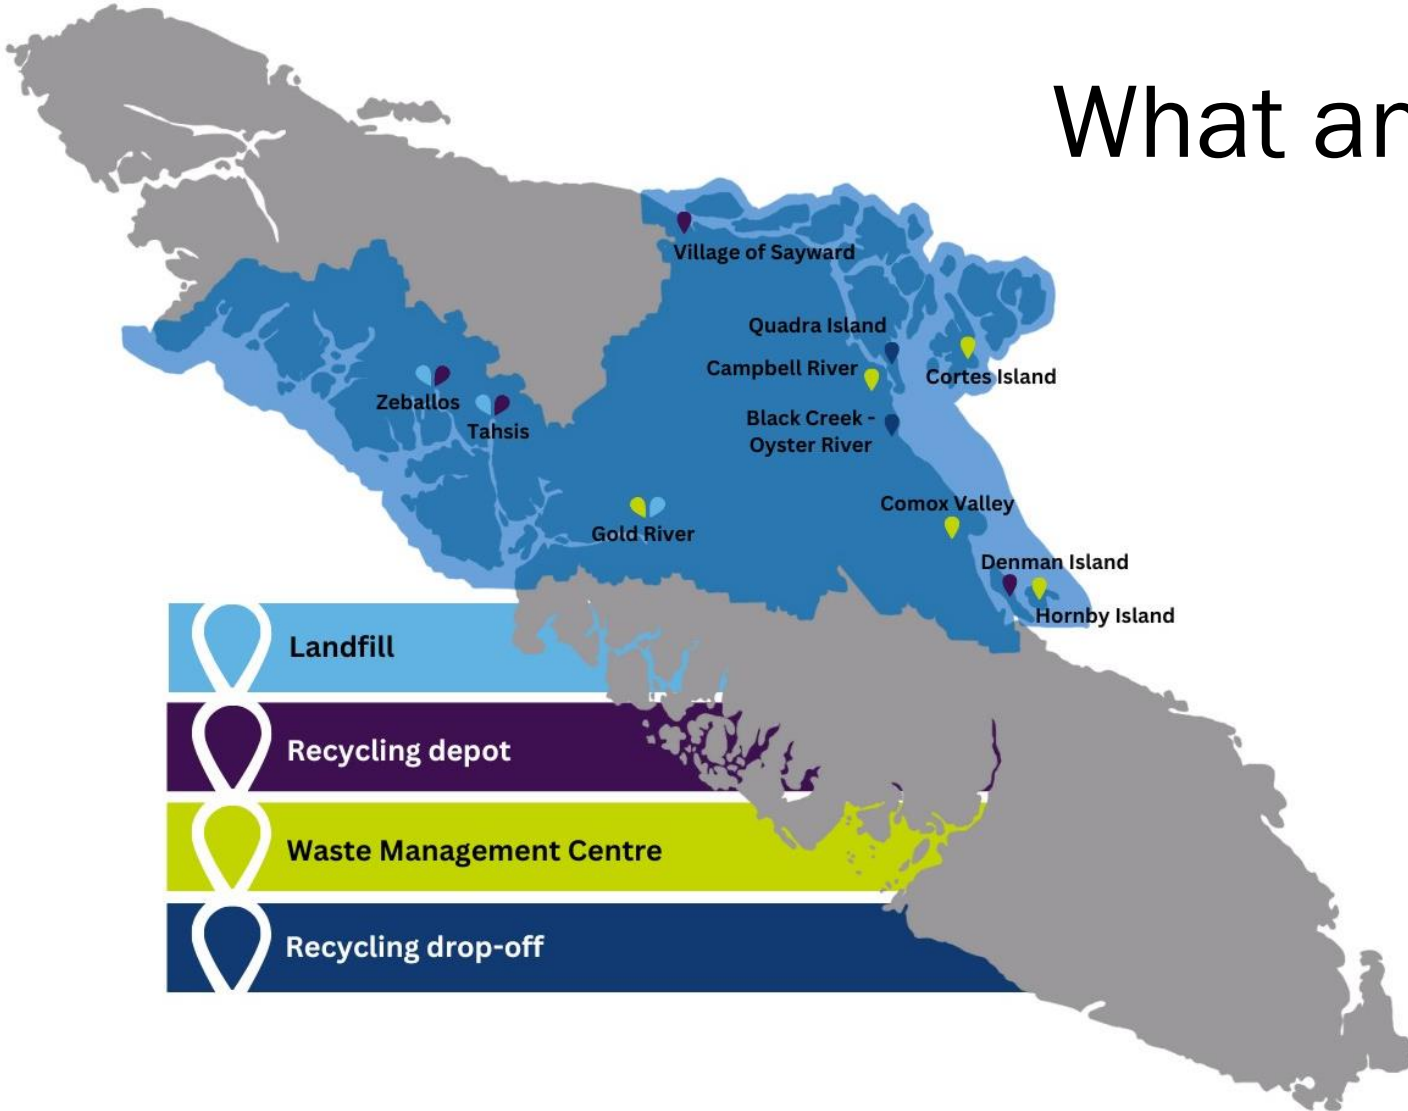 What ar
Village of Sayward
Quadra Island
Campbell River
Cortes Island
Zeballos
Tahsis
Black Creek -
Oyster River
Comox Valley
Gold River
Denman Island
Hornby Island
Landfill
Recycling depot
Waste Management Centre
Recycling drop-off